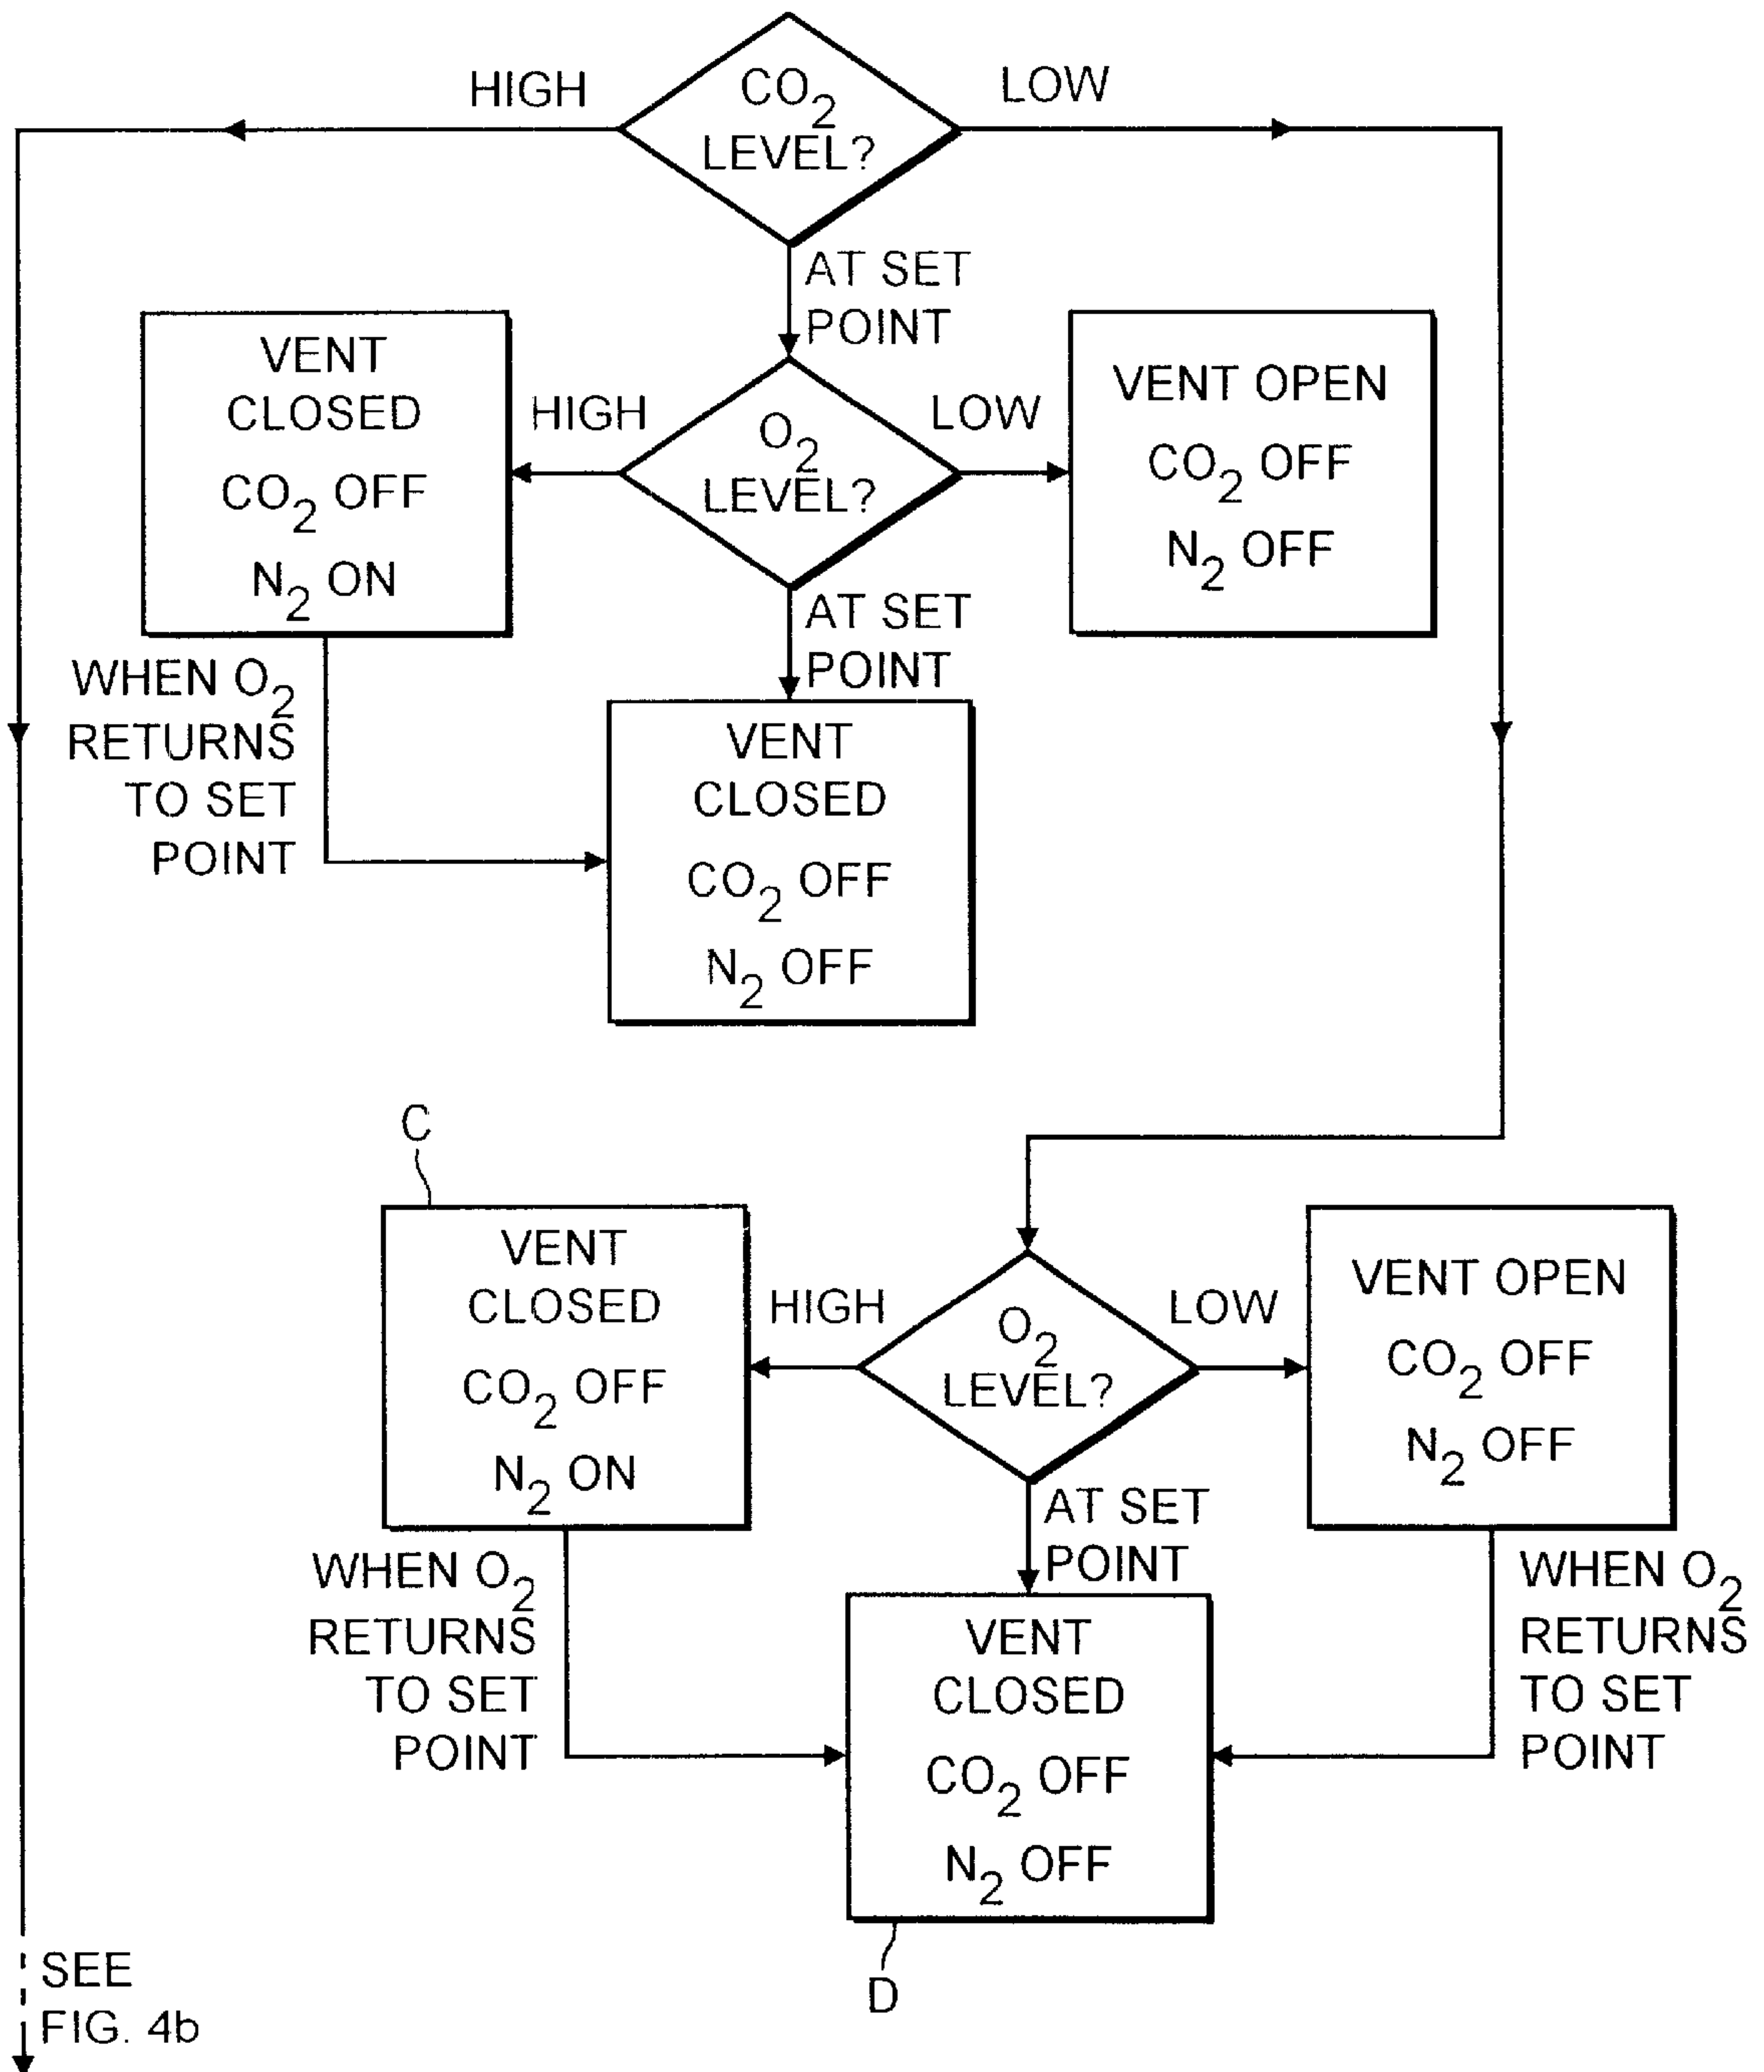 HIGH
CO2
LEVEL?
LOW
AT SET
POINT
VENT
CLOSED
CO2 OFF
N2 ON
HIGH
O2
LEVEL?
LOW
VENT OPEN
CO2 OFF
N2 OFF
AT SET
POINT
WHEN O2
RETURNS
TO SET
POINT
VENT
CLOSED
CO2 OFF
N2 OFF
C
VENT
CLOSED
CO2 OFF
N2 ON
HIGH
O2
LEVEL?
LOW
VENT OPEN
CO2 OFF
N2 OFF
AT SET
POINT
WHEN O2
RETURNS
TO SET
POINT
VENT
CLOSED
CO2 OFF
N2 OFF
WHEN O2
RETURNS
TO SET
POINT
D
SEE
FIG. 4b